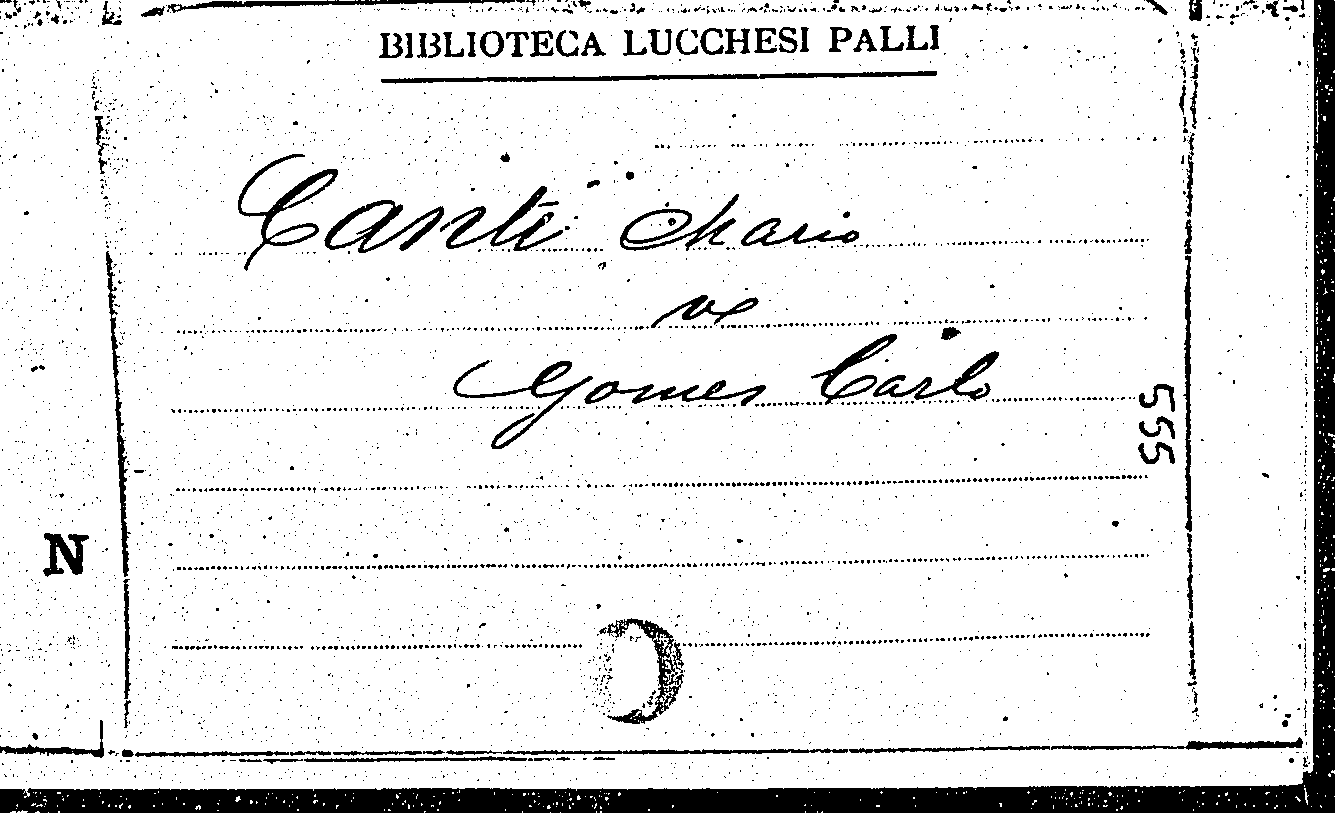 BIBLIOTECA LUCCHESI PALLI
Canti Mario
v
Gomes Carlo
555
N